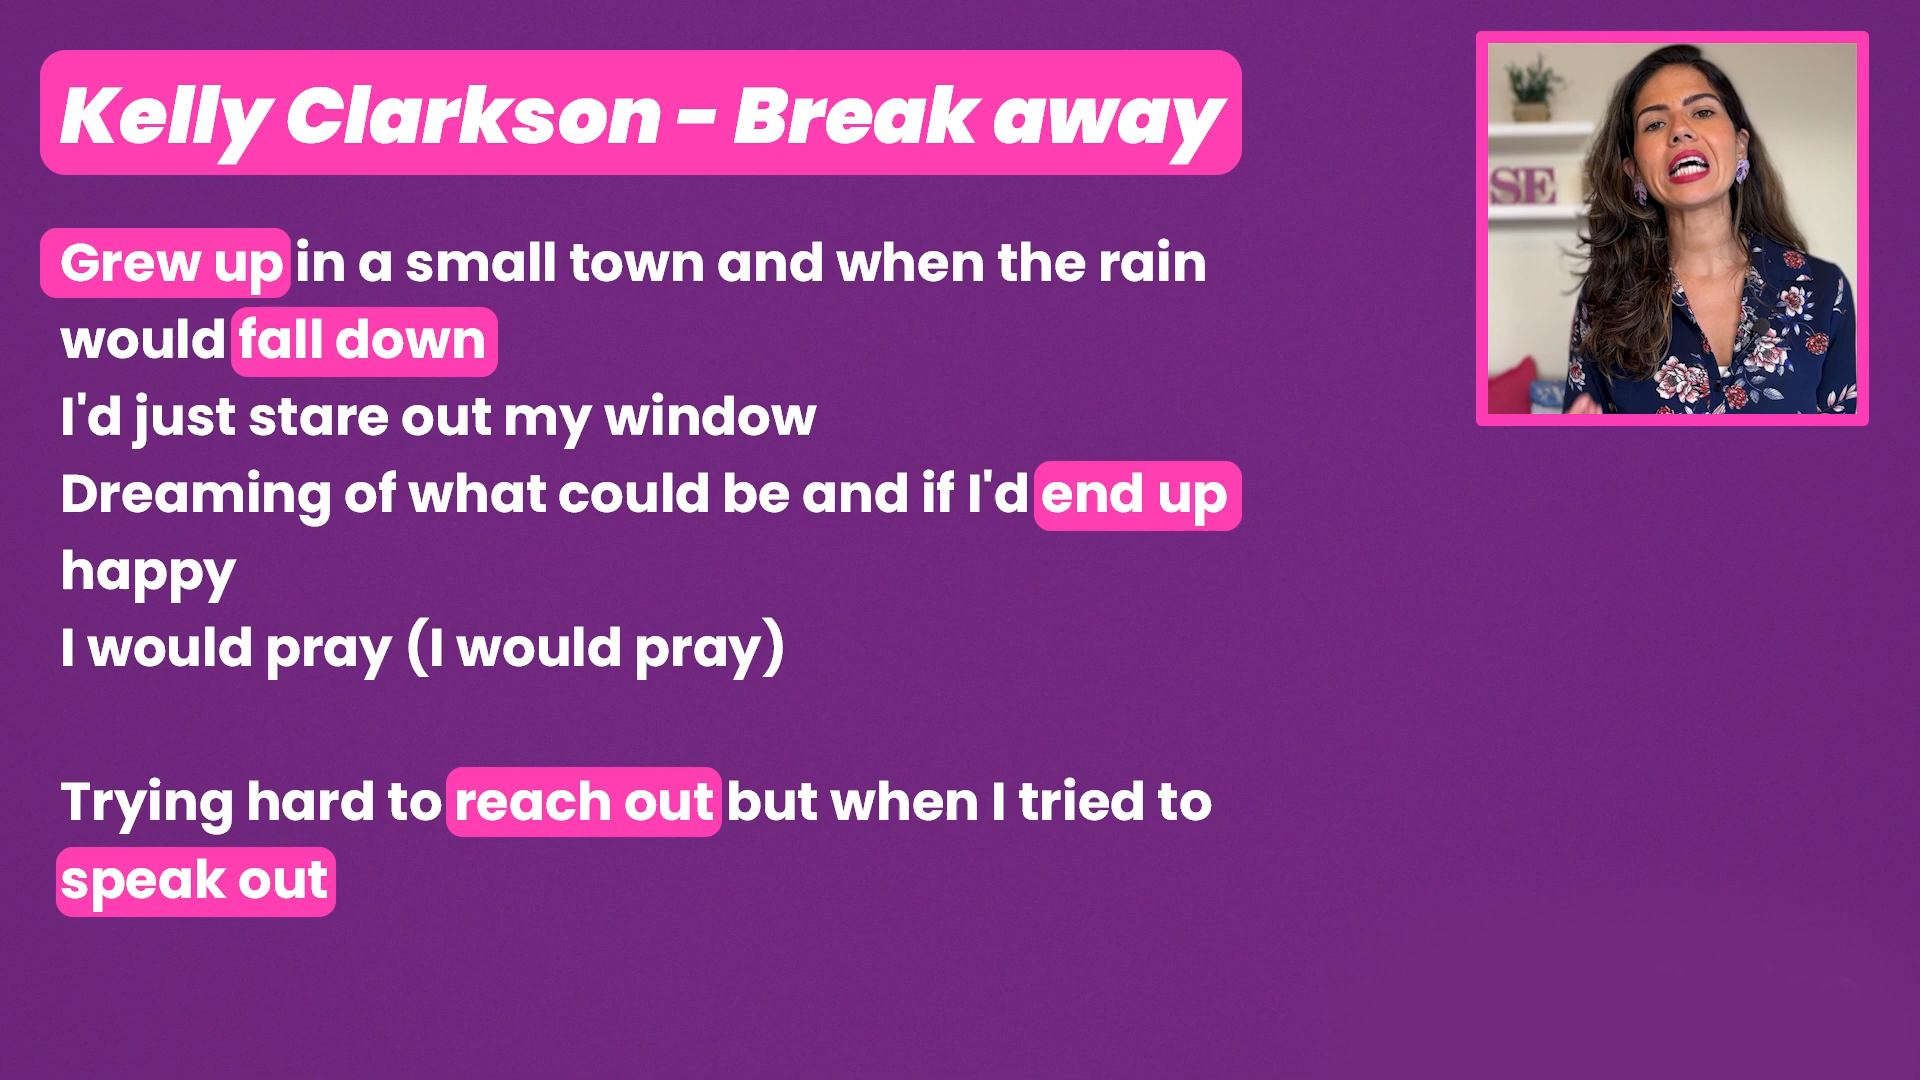 Kelly Clarkson - Break away
SE
Grew up in a small town and when the rain
would fall down
I'd just stare out my window
Dreaming of what could be and if I'd end up
happy
I would pray (I would pray)
Trying hard to reach out but when I tried to
speak out